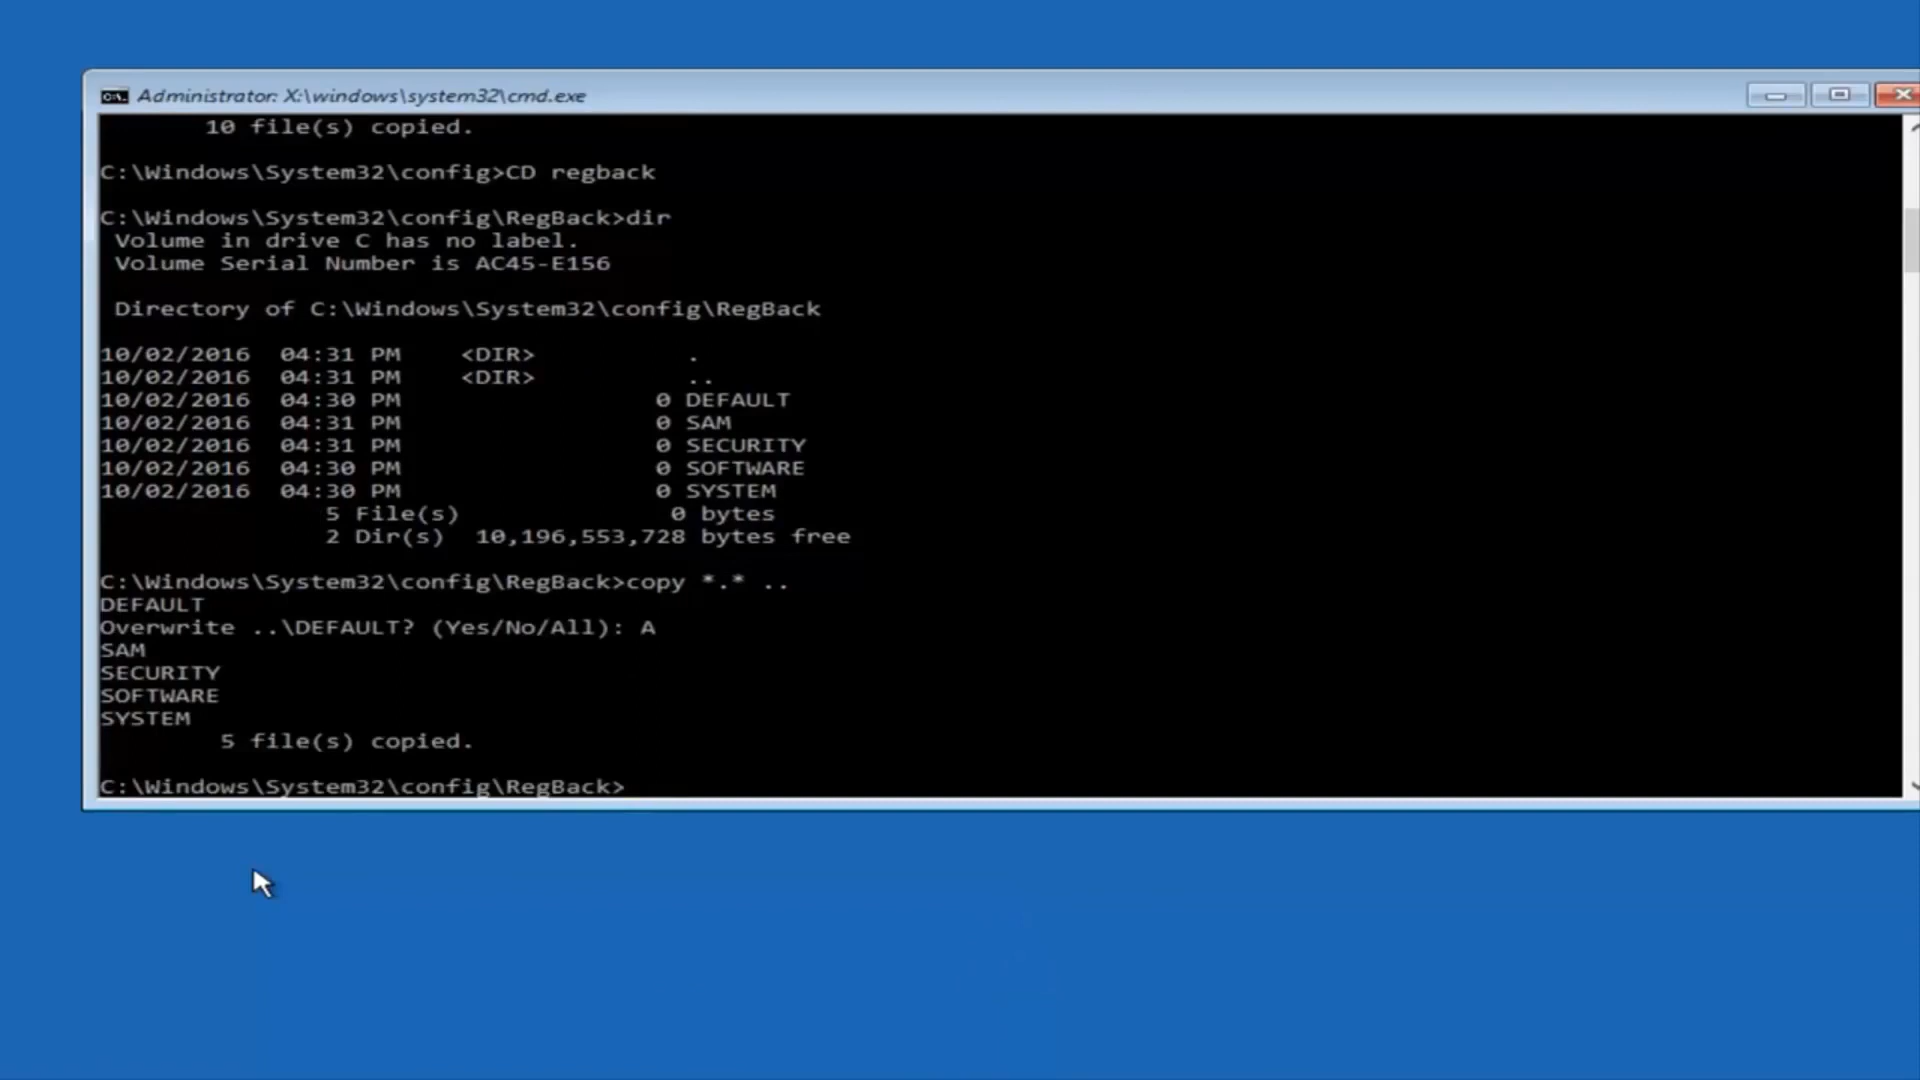 Administrator: X:\windows\system32\cmd.exe
10 file(s) copied.
C:\Windows\System32\config>CD regback
C:\Windows\System32\config\RegBack>dir
Volume in drive C has no label.
Volume Serial Number is AC45-E156
Directory of C:\Windows\System32\config\RegBack
10/02/2016  04:31 PM    <DIR>          .
10/02/2016  04:31 PM    <DIR>          ..
10/02/2016  04:30 PM                 0 DEFAULT
10/02/2016  04:31 PM                 0 SAM
10/02/2016  04:31 PM                 0 SECURITY
10/02/2016  04:30 PM                 0 SOFTWARE
10/02/2016  04:30 PM                 0 SYSTEM
5 File(s)              0 bytes
2 Dir(s)  10,196,553,728 bytes free
C:\Windows\System32\config\RegBack>copy *.* ..
DEFAULT
Overwrite ..\DEFAULT? (Yes/No/All): A
SAM
SECURITY
SOFTWARE
SYSTEM
5 file(s) copied.
C:\Windows\System32\config\RegBack>